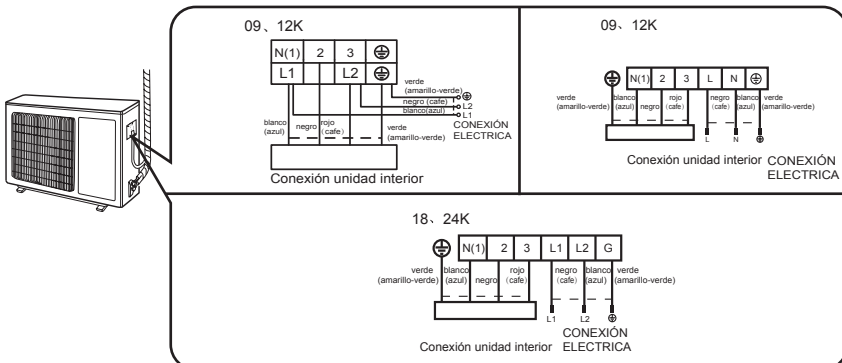 09、12K
N(1) 2 3
L1 L2
verde
(amarillo-verde)
negro (cafe)
L2
blanco(azul)
L1
CONEXIÓN
ELECTRICA
blanco
(azul)
negro
rojo
(cafe)
verde
(amarillo-verde)
Conexión unidad interior
09、12K
N(1) 2 3 L N
verde
(amarillo-verde)
blanco
(azul)
negro
rojo
(cafe)
negro
(cafe)
blanco
(azul)
verde
(amarillo-verde)
L N
Conexión unidad interior
CONEXIÓN
ELECTRICA
18、24K
N(1) 2 3 L1 L2 G
verde
(amarillo-verde)
blanco
(azul)
negro
rojo
(cafe)
negro
(cafe)
blanco
(azul)
verde
(amarillo-verde)
L1 L2
Conexión unidad interior
CONEXIÓN
ELECTRICA